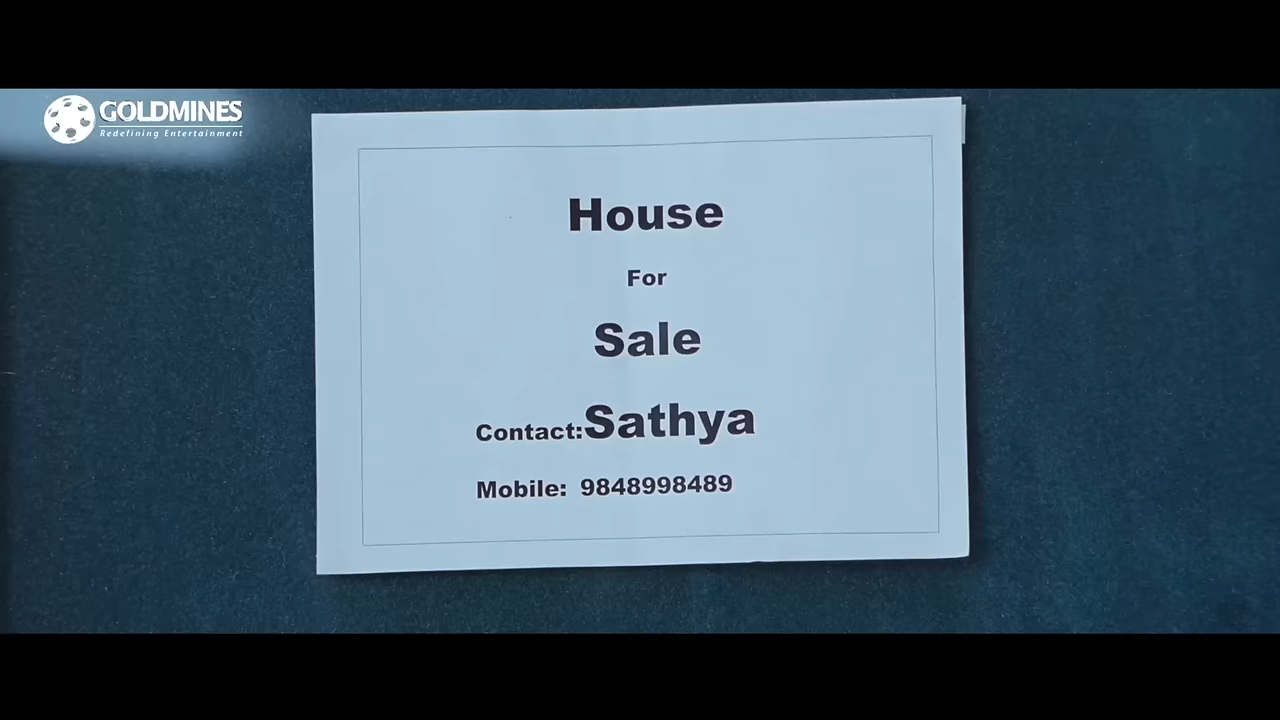 GOLDMINES
Redefining Entertainment
House
For
Sale
Contact:Sathya
Mobile: 9848998489